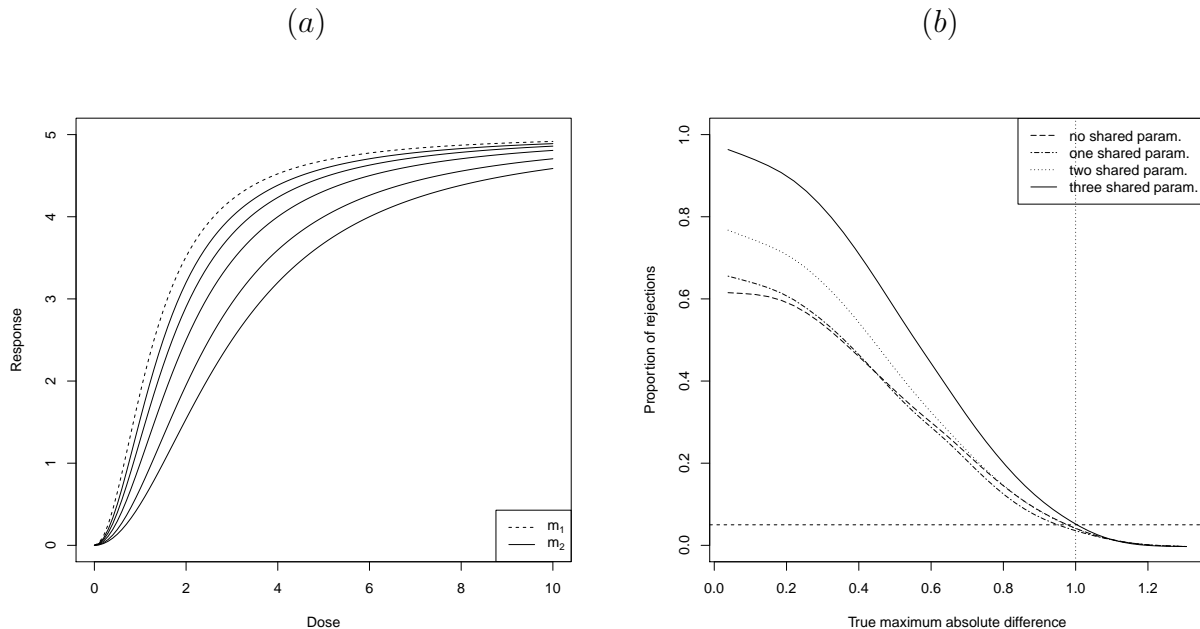 (a)
Response
0
1
2
3
4
5
0 2 4 6 8 10
Dose
m1
m2
(b)
Proportion of rejections
0.0
0.2
0.4
0.6
0.8
1.0
0.0 0.2 0.4 0.6 0.8 1.0 1.2
True maximum absolute difference
no shared param.
one shared param.
two shared param.
three shared param.